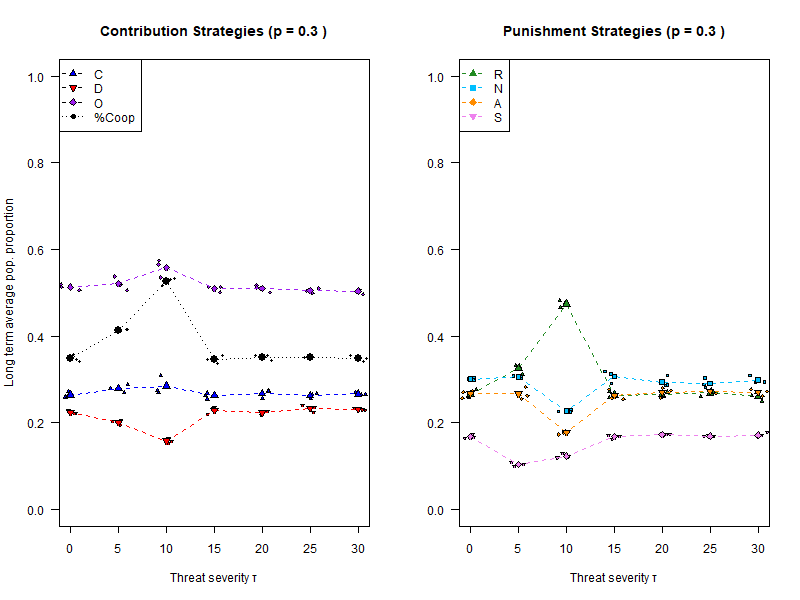 Contribution Strategies (p = 0.3 )
C
D
O
%Coop
1.0
0.8
0.6
0.4
0.2
0.0
Long term average pop. proportion
0 5 10 15 20 25 30
Threat severity τ
Punishment Strategies (p = 0.3 )
R
N
A
S
1.0
0.8
0.6
0.4
0.2
0.0
0 5 10 15 20 25 30
Threat severity τ